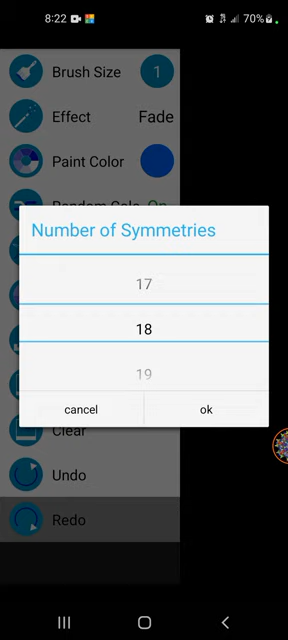 8:22 70%
Brush Size 1
Effect Fade
Paint Color
Number of Symmetries
17
18
19
cancel ok
Clear
Undo
Redo